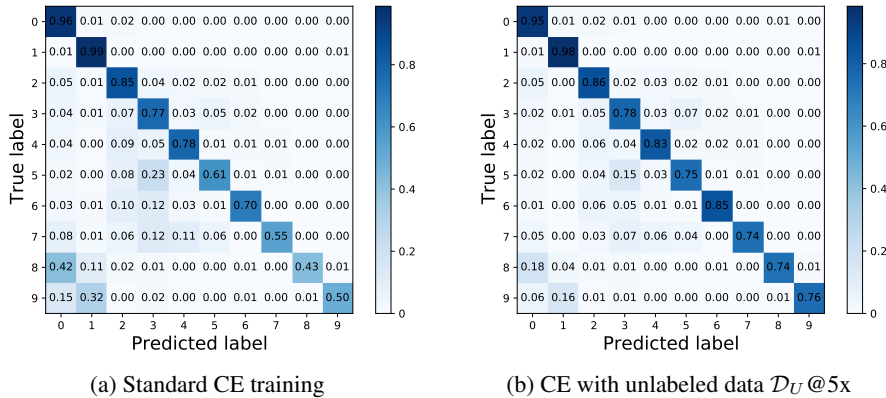 0 0.96 0.01 0.02 0.00 0.00 0.00 0.00 0.00 0.00 0.00
1 0.01 0.99 0.00 0.00 0.00 0.00 0.00 0.00 0.00 0.01
2 0.05 0.01 0.85 0.04 0.02 0.02 0.01 0.00 0.00 0.00
3 0.04 0.01 0.07 0.77 0.03 0.05 0.02 0.00 0.00 0.00
4 0.04 0.00 0.09 0.05 0.78 0.01 0.01 0.00 0.00 0.00
5 0.02 0.00 0.08 0.23 0.04 0.61 0.01 0.01 0.00 0.00
6 0.03 0.01 0.10 0.12 0.03 0.01 0.70 0.00 0.00 0.00
7 0.08 0.01 0.06 0.12 0.11 0.06 0.00 0.55 0.00 0.00
8 0.42 0.11 0.02 0.01 0.00 0.00 0.00 0.00 0.43 0.01
9 0.15 0.32 0.00 0.02 0.00 0.00 0.00 0.01 0.01 0.50
0 1 2 3 4 5 6 7 8 9
Predicted label
True label
0.8
0.6
0.4
0.2
0
(a) Standard CE training
0 0.95 0.01 0.02 0.00 0.00 0.00 0.00 0.00 0.01 0.00
1 0.01 0.98 0.00 0.00 0.00 0.00 0.00 0.00 0.00 0.01
2 0.05 0.01 0.86 0.02 0.03 0.02 0.01 0.00 0.00 0.00
3 0.02 0.01 0.05 0.78 0.03 0.07 0.02 0.01 0.00 0.00
4 0.02 0.00 0.06 0.04 0.83 0.02 0.02 0.01 0.00 0.00
5 0.02 0.00 0.04 0.15 0.03 0.75 0.01 0.01 0.00 0.00
6 0.02 0.01 0.06 0.05 0.01 0.01 0.85 0.00 0.00 0.00
7 0.05 0.00 0.03 0.07 0.06 0.04 0.00 0.74 0.00 0.00
8 0.18 0.04 0.01 0.01 0.00 0.00 0.01 0.00 0.74 0.01
9 0.06 0.16 0.01 0.01 0.00 0.00 0.00 0.00 0.01 0.76
0 1 2 3 4 5 6 7 8 9
Predicted label
True label
0.8
0.6
0.4
0.2
0
(b) CE with unlabeled data 𝒟_U@5x